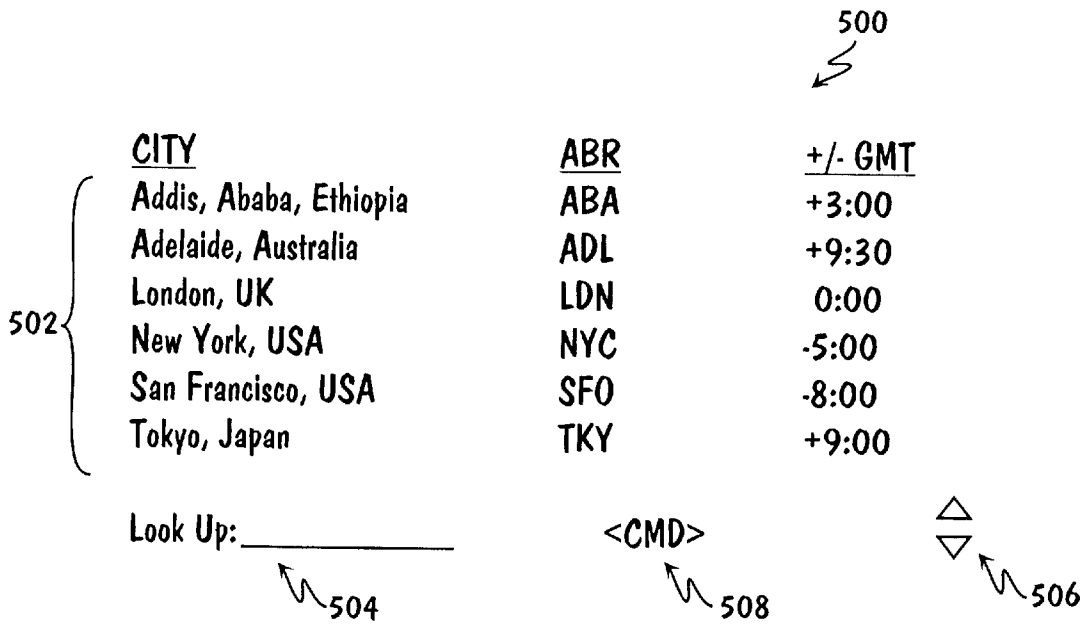 500
CITY ABR +/- GMT
Addis, Ababa, Ethiopia ABA +3:00
Adelaide, Australia ADL +9:30
London, UK LDN 0:00
502 New York, USA NYC -5:00
San Francisco, USA SFO -8:00
Tokyo, Japan TKY +9:00
Look Up: <CMD>
504 508 506